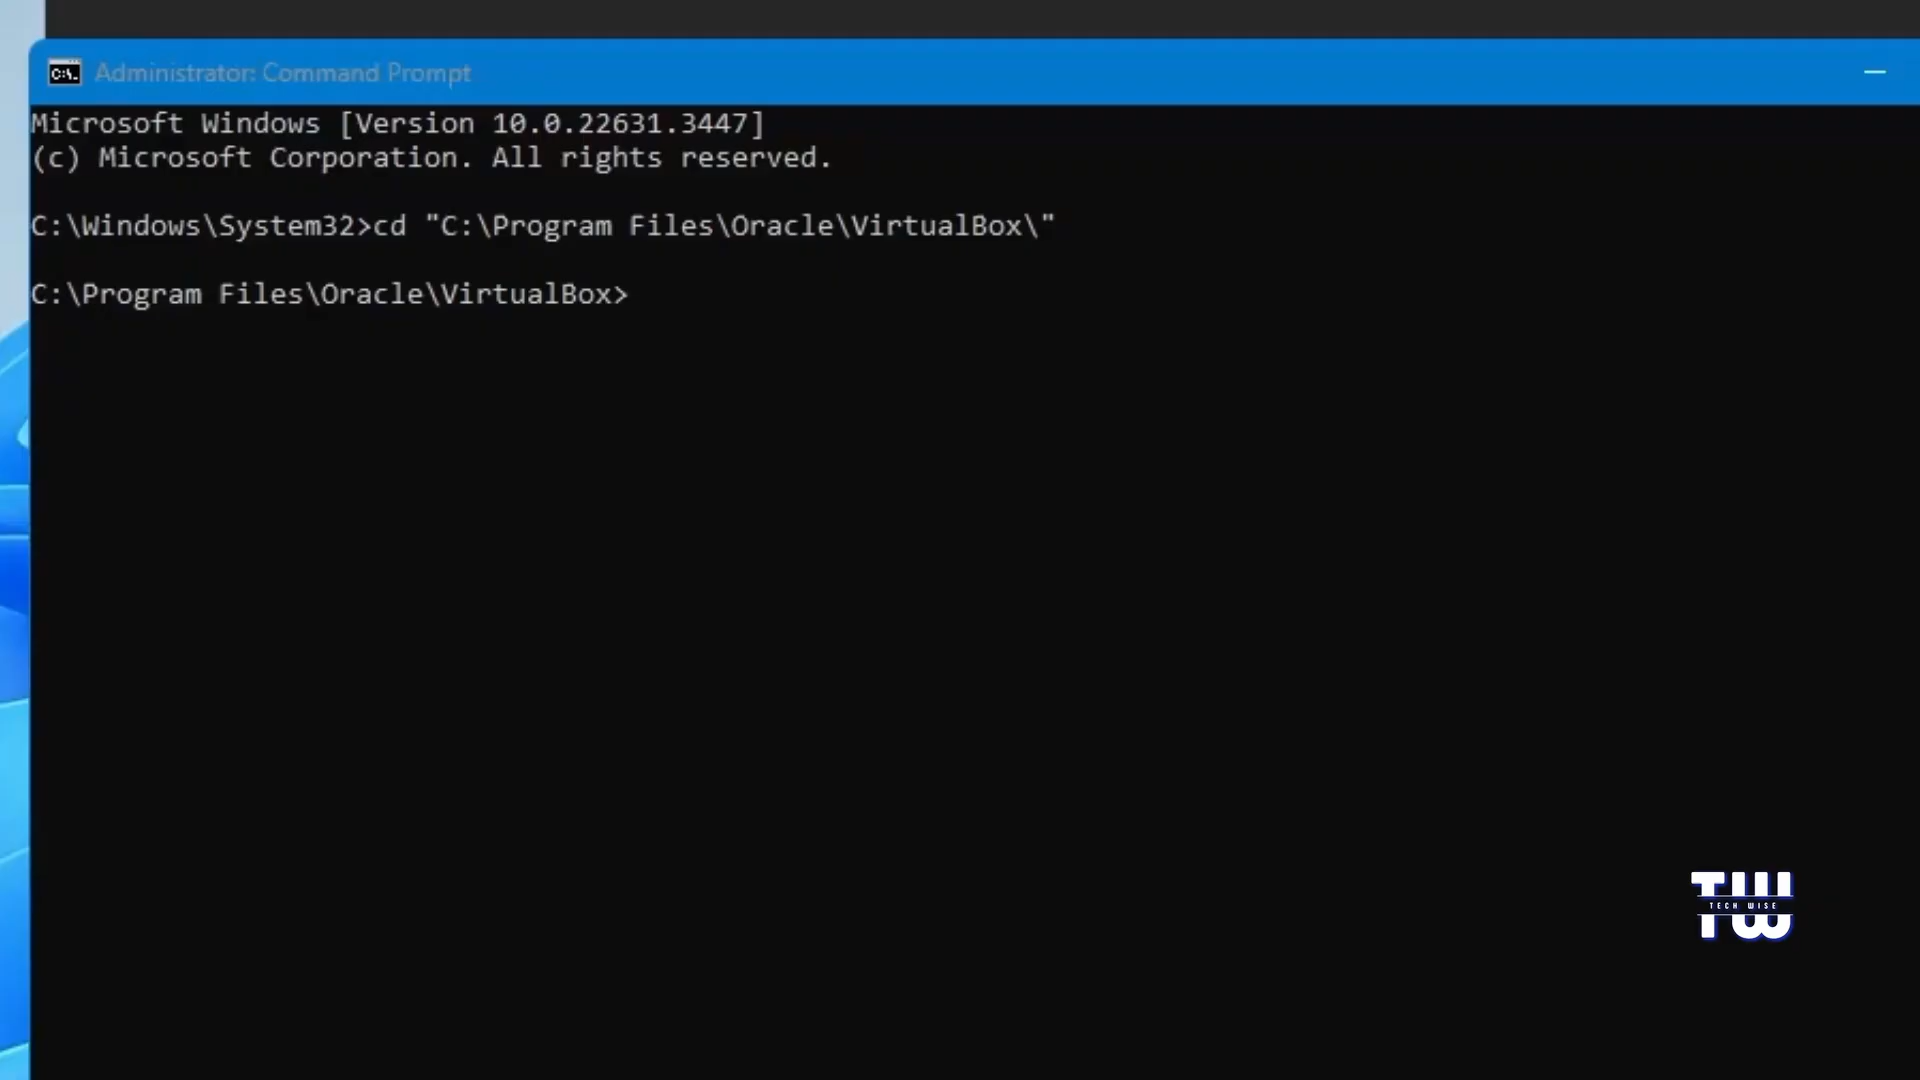 C:\.
Administrator: Command Prompt
Microsoft Windows [Version 10.0.22631.3447]
(c) Microsoft Corporation. All rights reserved.
C:\Windows\System32>cd "C:\Program Files\Oracle\VirtualBox\"
C:\Program Files\Oracle\VirtualBox>
TW
TECH WISE